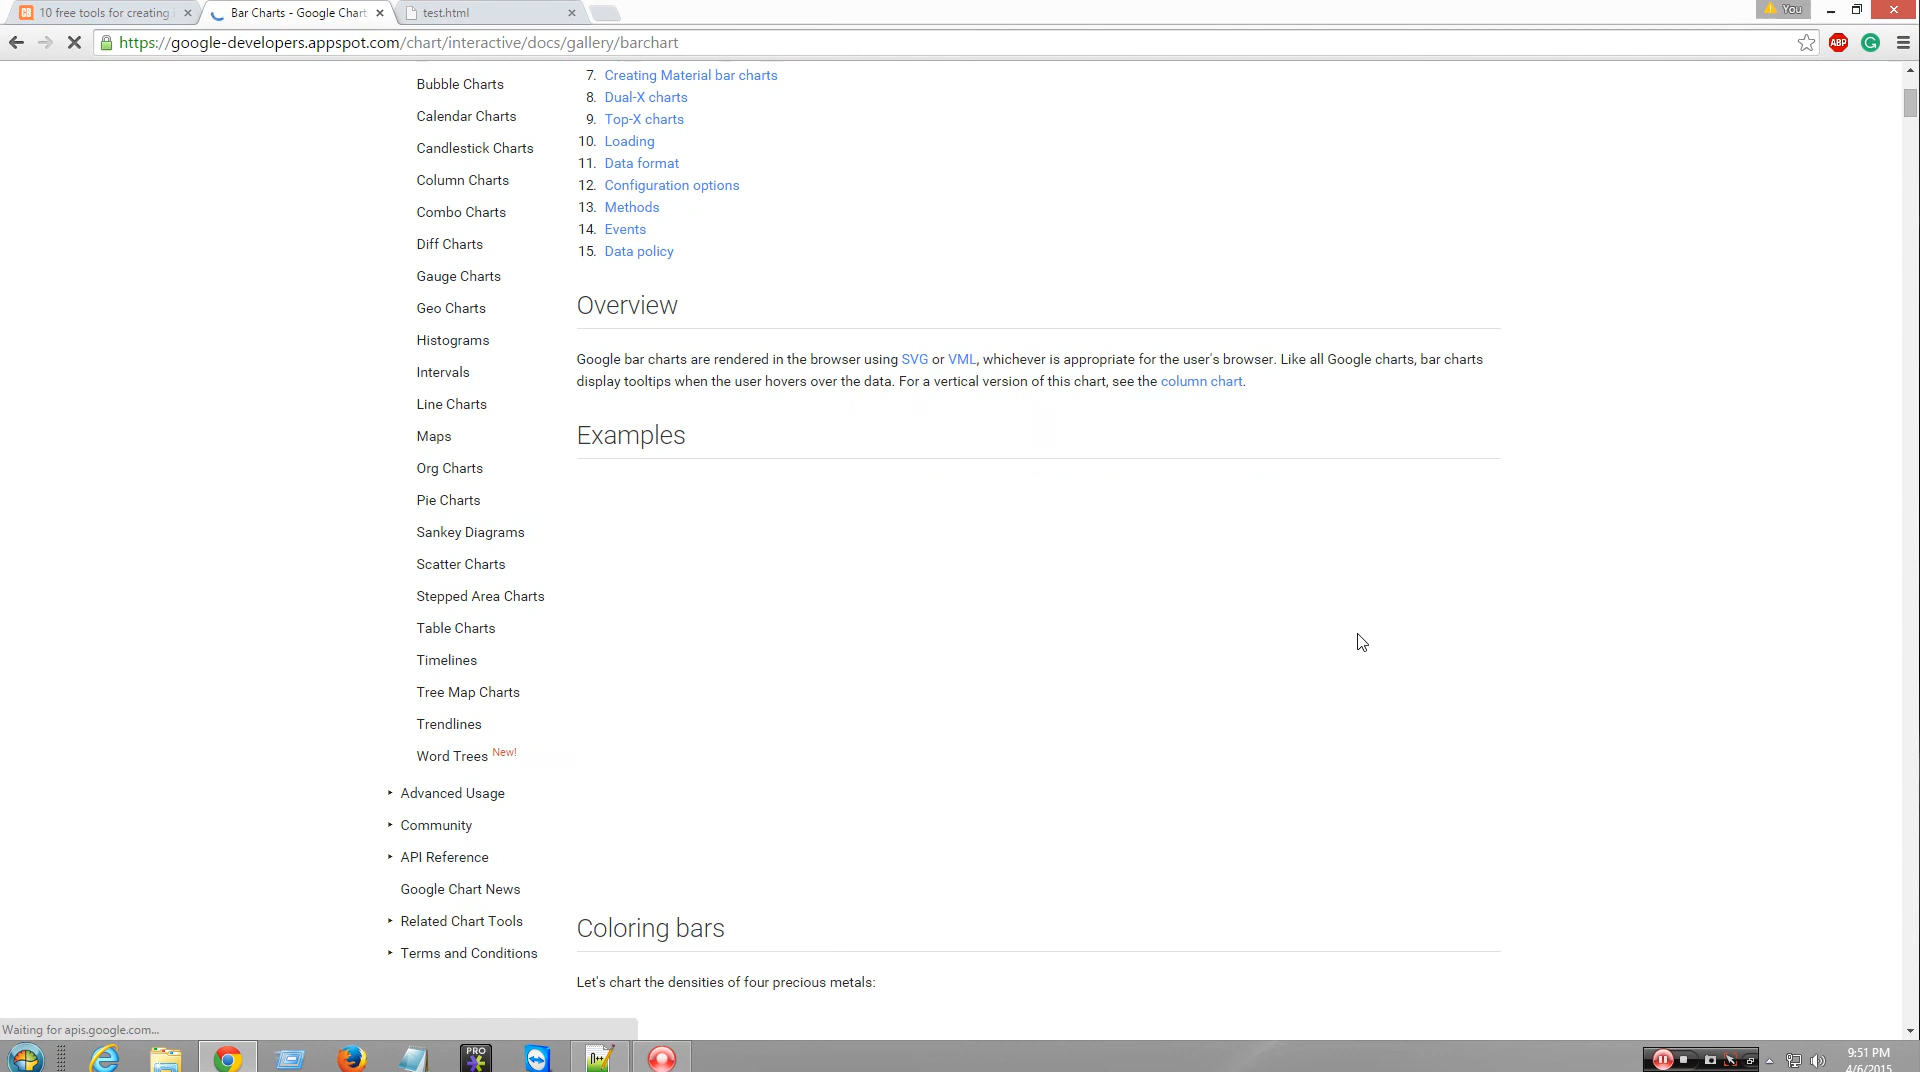 10 free tools for creating i
Bar Charts - Google Chart
test.html
You
https://google-developers.appspot.com/chart/interactive/docs/gallery/barchart
ABP
Bubble Charts
Calendar Charts
Candlestick Charts
Column Charts
Combo Charts
Diff Charts
Gauge Charts
Geo Charts
Histograms
Intervals
Line Charts
Maps
Org Charts
Pie Charts
Sankey Diagrams
Scatter Charts
Stepped Area Charts
Table Charts
Timelines
Tree Map Charts
Trendlines
Word Trees New!
Advanced Usage
Community
API Reference
Google Chart News
Related Chart Tools
Terms and Conditions
7. Creating Material bar charts
8. Dual-X charts
9. Top-X charts
10. Loading
11. Data format
12. Configuration options
13. Methods
14. Events
15. Data policy
Overview
Google bar charts are rendered in the browser using SVG or VML, whichever is appropriate for the user's browser. Like all Google charts, bar charts
display tooltips when the user hovers over the data. For a vertical version of this chart, see the column chart.
Examples
Coloring bars
Let's chart the densities of four precious metals:
Waiting for apis.google.com...
PRO
9:51 PM
4/6/2015